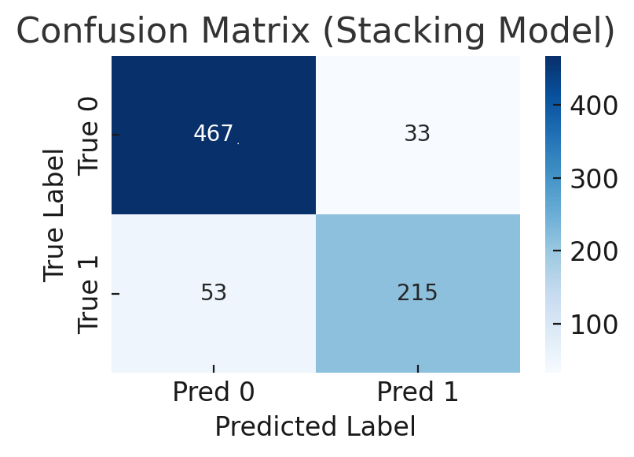 Confusion Matrix (Stacking Model)
True Label
True 0
467
33
True 1
53
215
Pred 0
Pred 1
Predicted Label
400
300
200
100